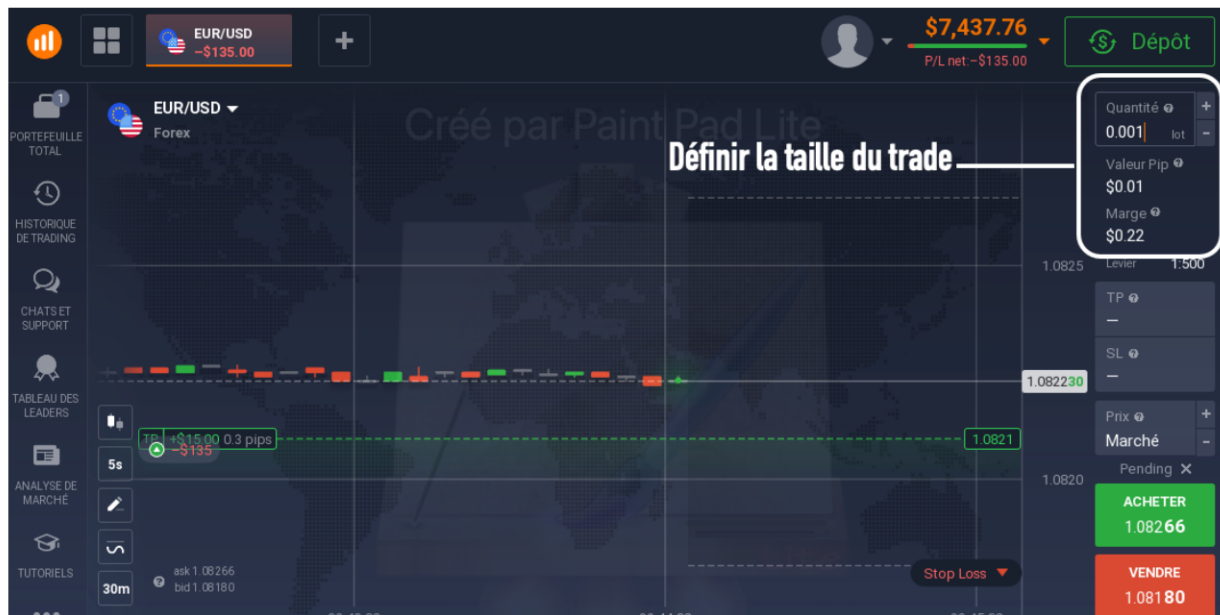 EUR/USD
–$135.00
+
$7,437.76
P/L net:–$135.00
Dépôt
1
PORTEFEUILLE
TOTAL
HISTORIQUE
DE TRADING
CHATS ET
SUPPORT
TABLEAU DES
LEADERS
ANALYSE DE
MARCHÉ
TUTORIELS
EUR/USD
Forex
Créé par Paint Pad Lite
Définir la taille du trade
TP +$15.00 0.3 pips
–$135
1.0821
5s
30m
ask 1.08266
bid 1.08180
Stop Loss
1.0825
1.082230
1.0820
Quantité
+
0.001 lot
-
Valeur Pip
$0.01
Marge
$0.22
Levier 1:500
TP
–
SL
–
Prix
+
Marché
-
Pending ×
ACHETER
1.08266
VENDRE
1.08180